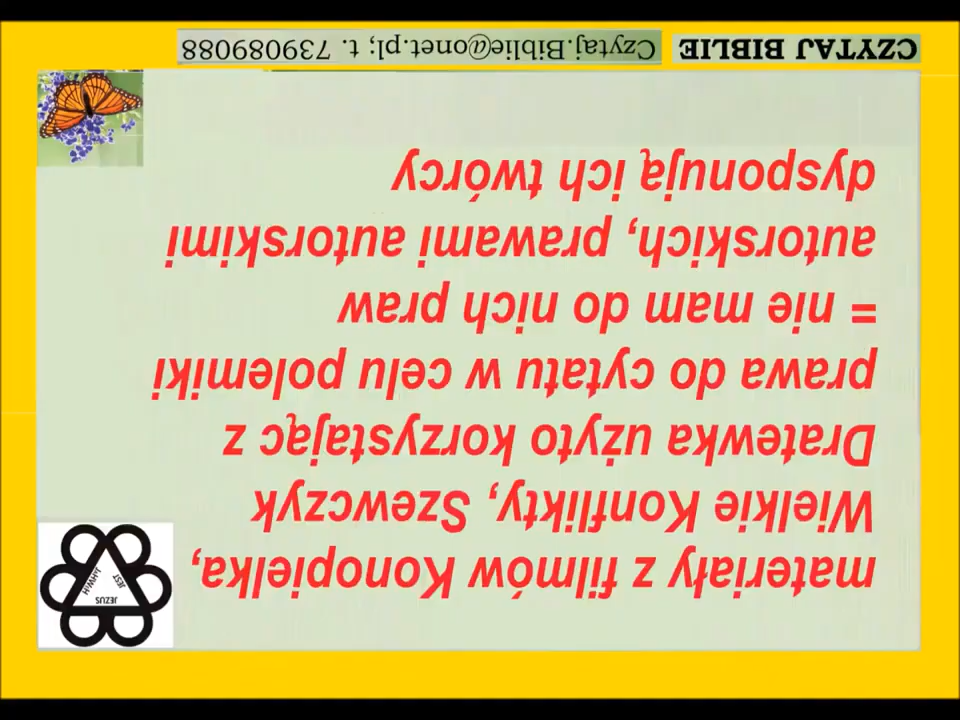 materiały z filmów Konopielka,
Wielkie Konflikty, Szewczyk
Dratewka użyto korzystając z
prawa do cytatu w celu polemiki
= nie mam do nich praw
autorskich, prawami autorskimi
dysponują ich twórcy
CZYTAJ BIBLIE Czytaj.Biblie@onet.pl; t. 739089088
JEZUS
JEST
JAHWEH